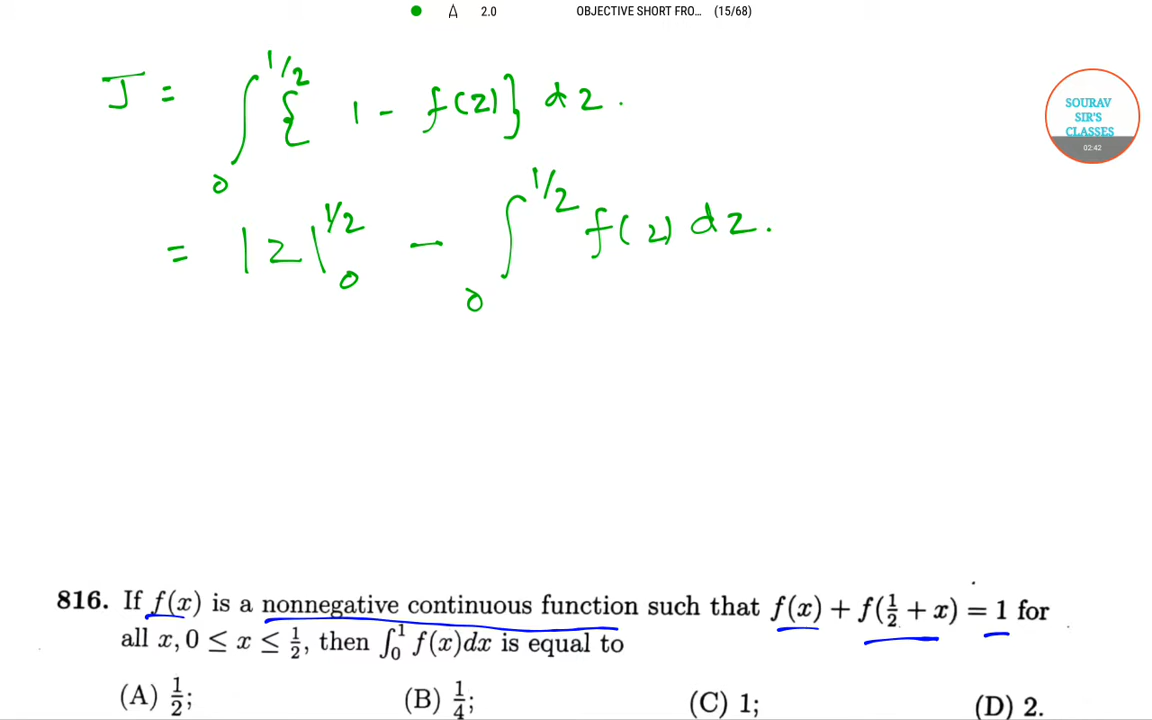 2.0 OBJECTIVE SHORT FRO... (15/68)
J = ∫₀^{1/2} { 1 - f(z) } dz.
= |z|₀^{1/2} - ∫₀^{1/2} f(z) dz.
SOURAV
SIR'S
CLASSES
02:42
816. If f(x) is a nonnegative continuous function such that f(x) + f(1/2 + x) = 1 for
all x, 0 ≤ x ≤ 1/2, then ∫₀¹ f(x)dx is equal to
(A) 1/2; (B) 1/4; (C) 1; (D) 2.